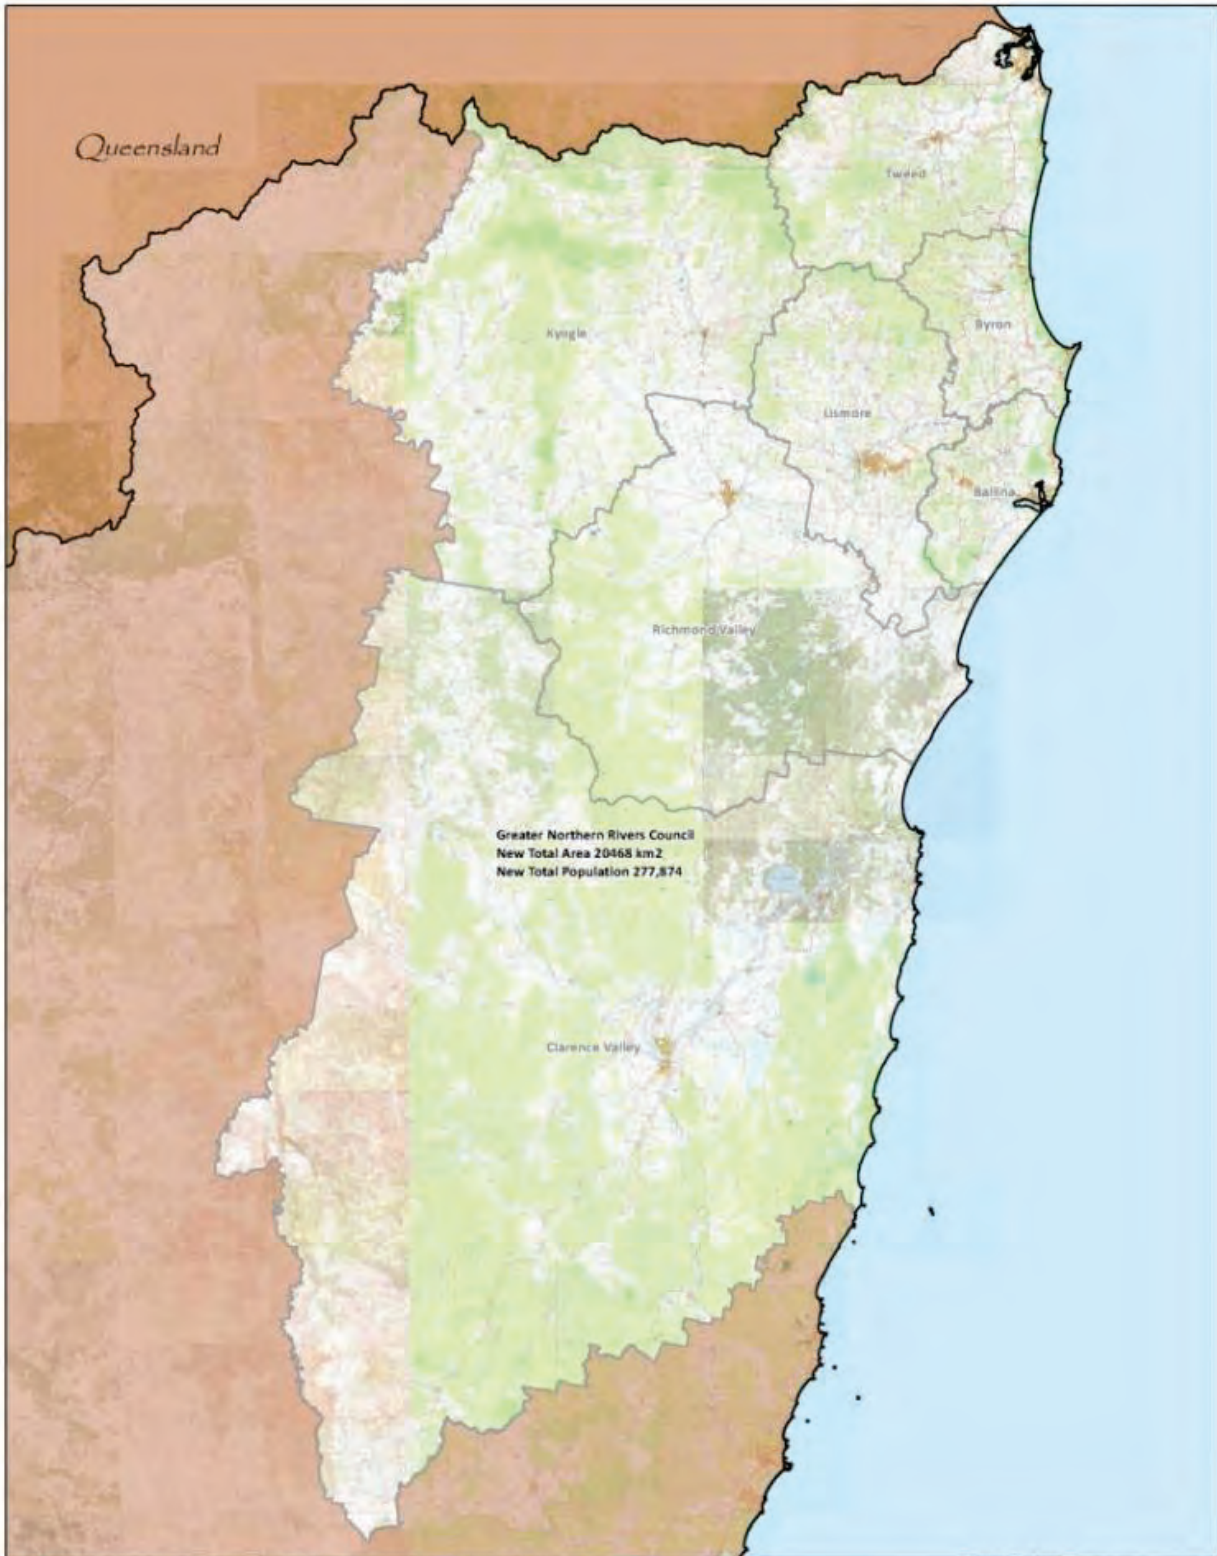 Queensland
Tweed
Byron
Kyogle
Lismore
Ballina
Richmond Valley
Greater Northern Rivers Council
New Total Area 20468 km2
New Total Population 277,874
Clarence Valley